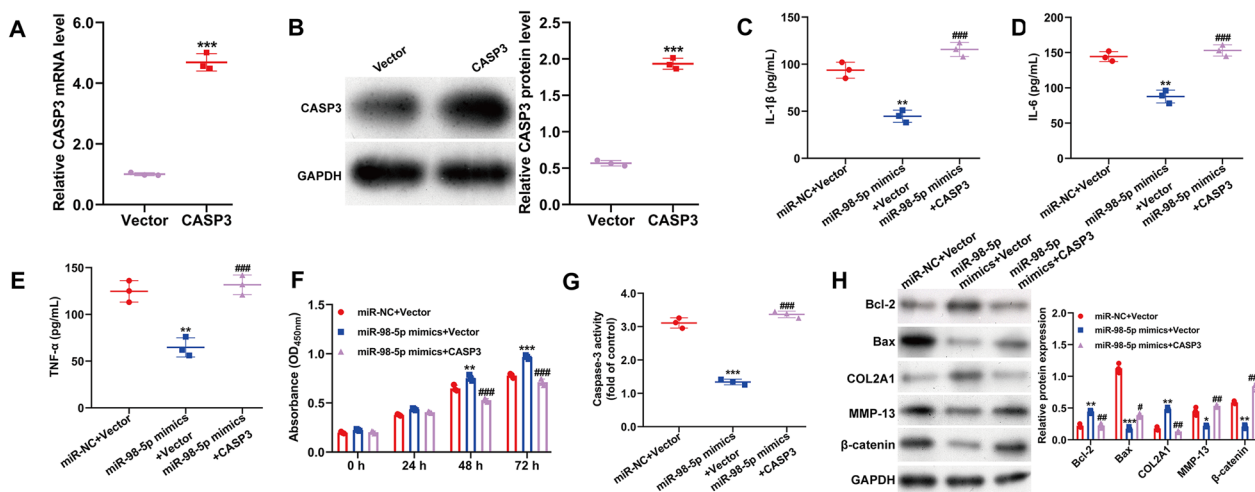 A
Relative CASP3 mRNA level
6.0
4.0
2.0
0.0
***
Vector
CASP3
B
Vector
CASP3
CASP3
GAPDH
Relative CASP3 protein level
2.5
2.0
1.5
1.0
0.5
0.0
***
Vector
CASP3
C
IL-1β (pg/mL)
150
100
50
0
**
###
miR-NC+Vector
miR-98-5p mimics
+Vector
miR-98-5p mimics
+CASP3
D
IL-6 (pg/mL)
200
150
100
50
0
**
###
miR-NC+Vector
miR-98-5p mimics
+Vector
miR-98-5p mimics
+CASP3
E
TNF-α (pg/mL)
150
100
50
0
**
###
miR-NC+Vector
miR-98-5p mimics
+Vector
miR-98-5p mimics
+CASP3
F
Absorbance (OD450nm)
1.5
1.0
0.5
0.0
miR-NC+Vector
miR-98-5p mimics+Vector
miR-98-5p mimics+CASP3
**
###
***
###
0 h
24 h
48 h
72 h
G
Caspase-3 activity
(fold of control)
4.0
3.0
2.0
1.0
0.0
***
###
miR-NC+Vector
miR-98-5p mimics
+Vector
miR-98-5p mimics
+CASP3
H
miR-NC+Vector
miR-98-5p
mimics+Vector
miR-98-5p
mimics+CASP3
Bcl-2
Bax
COL2A1
MMP-13
β-catenin
GAPDH
Relative protein expression
2.0
1.5
1.0
0.5
0.0
miR-NC+Vector
miR-98-5p mimics+Vector
miR-98-5p mimics+CASP3
**
##
***
#
**
##
*
##
**
##
Bcl-2
Bax
COL2A1
MMP-13
β-catenin